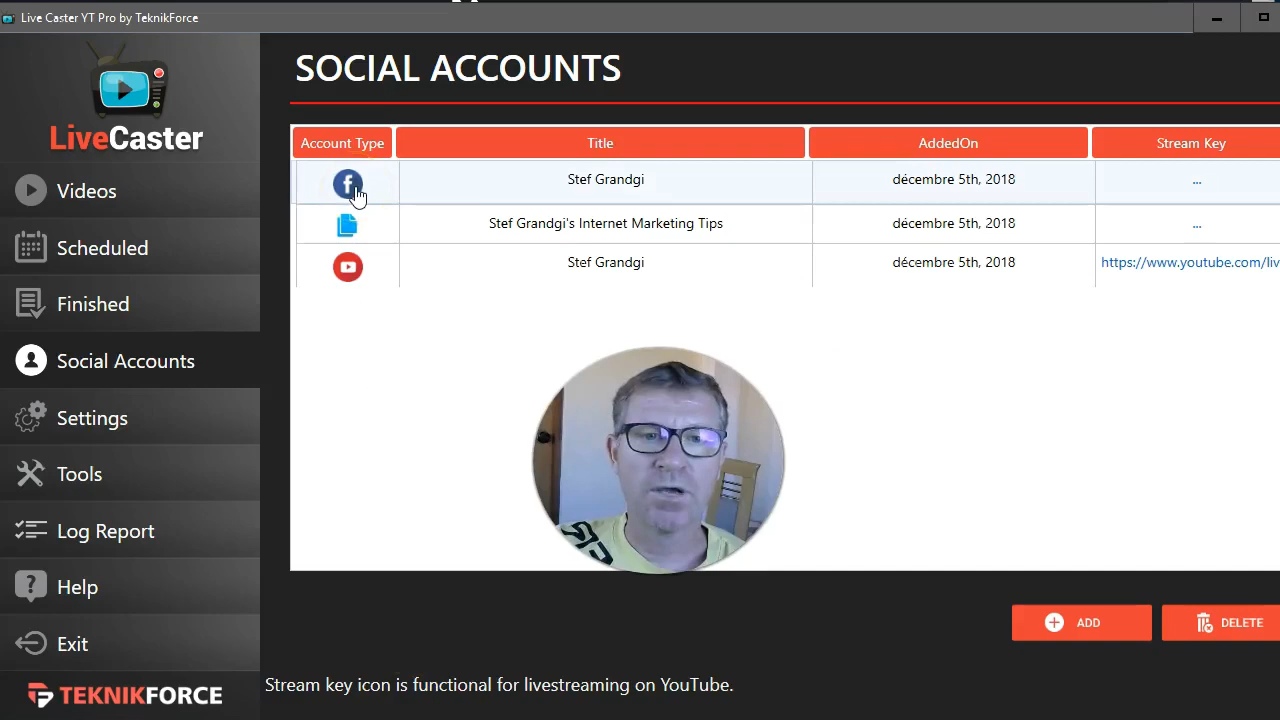 Live Caster YT Pro by TeknikForce
LiveCaster
Videos
Scheduled
Finished
Social Accounts
Settings
Tools
Log Report
Help
Exit
TEKNIKFORCE
SOCIAL ACCOUNTS
Account Type Title AddedOn Stream Key
Stef Grandgi décembre 5th, 2018 ...
Stef Grandgi's Internet Marketing Tips décembre 5th, 2018 ...
Stef Grandgi décembre 5th, 2018 https://www.youtube.com/liv
ADD DELETE
Stream key icon is functional for livestreaming on YouTube.